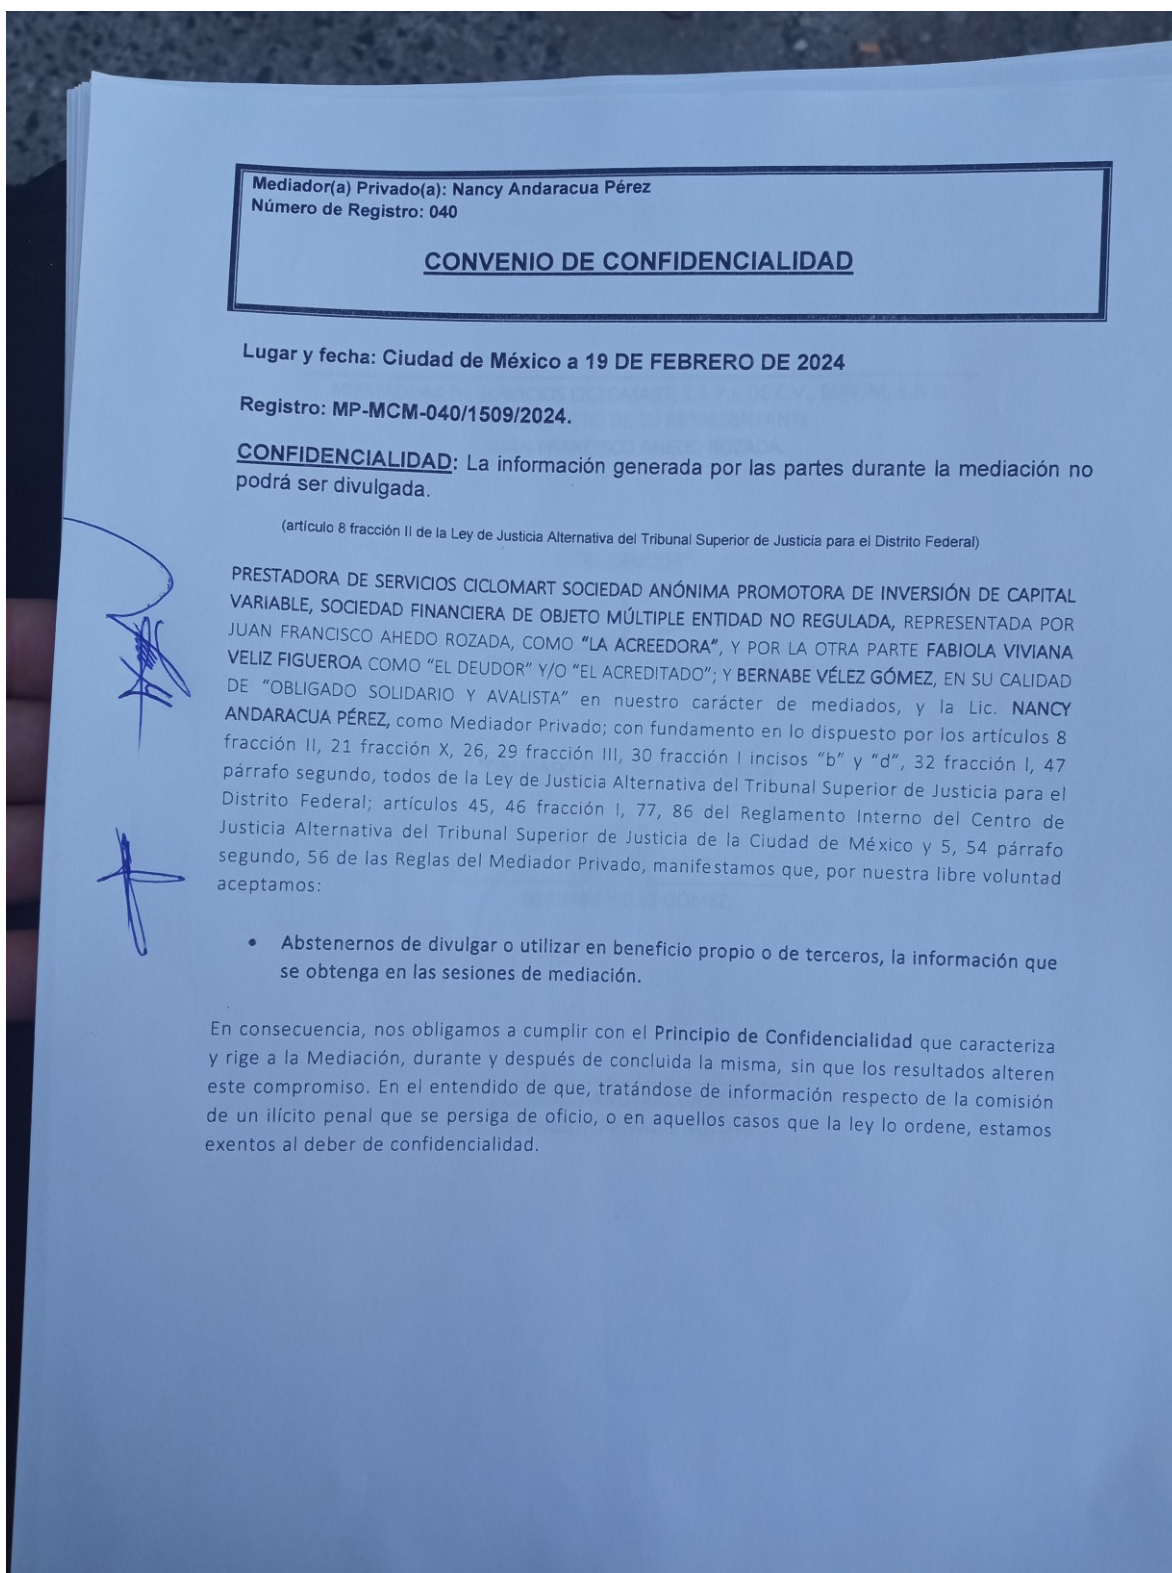 Mediador(a) Privado(a): Nancy Andaracua Pérez
Número de Registro: 040
CONVENIO DE CONFIDENCIALIDAD
Lugar y fecha: Ciudad de México a 19 DE FEBRERO DE 2024
Registro: MP-MCM-040/1509/2024.
CONFIDENCIALIDAD: La información generada por las partes durante la mediación no
podrá ser divulgada.
(artículo 8 fracción II de la Ley de Justicia Alternativa del Tribunal Superior de Justicia para el Distrito Federal)
PRESTADORA DE SERVICIOS CICLOMART SOCIEDAD ANÓNIMA PROMOTORA DE INVERSIÓN DE CAPITAL
VARIABLE, SOCIEDAD FINANCIERA DE OBJETO MÚLTIPLE ENTIDAD NO REGULADA, REPRESENTADA POR
JUAN FRANCISCO AHEDO ROZADA, COMO “LA ACREEDORA”, Y POR LA OTRA PARTE FABIOLA VIVIANA
VELIZ FIGUEROA COMO “EL DEUDOR” Y/O “EL ACREDITADO”; Y BERNABE VÉLEZ GÓMEZ, EN SU CALIDAD
DE “OBLIGADO SOLIDARIO Y AVALISTA” en nuestro carácter de mediados, y la Lic. NANCY
ANDARACUA PÉREZ, como Mediador Privado; con fundamento en lo dispuesto por los artículos 8
fracción II, 21 fracción X, 26, 29 fracción III, 30 fracción I incisos “b” y “d”, 32 fracción I, 47
párrafo segundo, todos de la Ley de Justicia Alternativa del Tribunal Superior de Justicia para el
Distrito Federal; artículos 45, 46 fracción I, 77, 86 del Reglamento Interno del Centro de
Justicia Alternativa del Tribunal Superior de Justicia de la Ciudad de México y 5, 54 párrafo
segundo, 56 de las Reglas del Mediador Privado, manifestamos que, por nuestra libre voluntad
aceptamos:
• Abstenernos de divulgar o utilizar en beneficio propio o de terceros, la información que
se obtenga en las sesiones de mediación.
En consecuencia, nos obligamos a cumplir con el Principio de Confidencialidad que caracteriza
y rige a la Mediación, durante y después de concluida la misma, sin que los resultados alteren
este compromiso. En el entendido de que, tratándose de información respecto de la comisión
de un ilícito penal que se persiga de oficio, o en aquellos casos que la ley lo ordene, estamos
exentos al deber de confidencialidad.